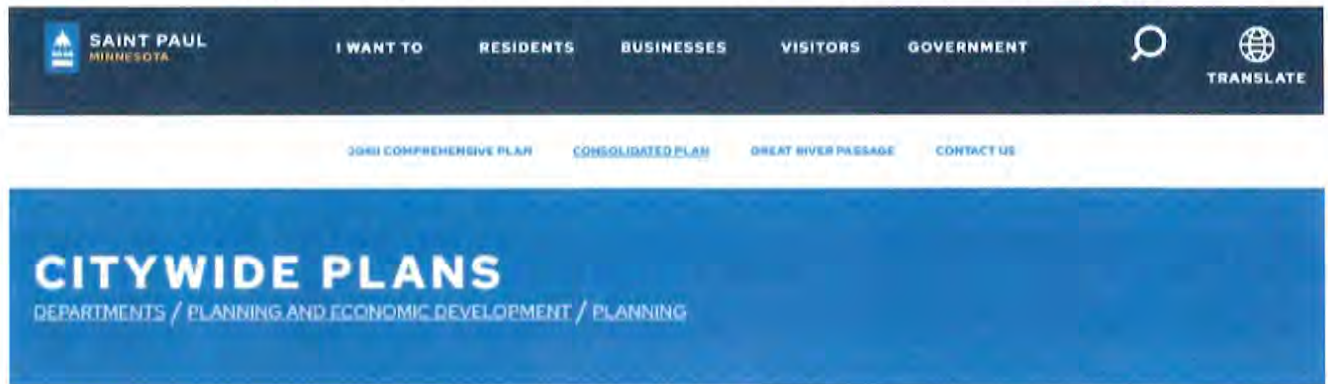 SAINT PAUL
MINNESOTA
I WANT TO RESIDENTS BUSINESSES VISITORS GOVERNMENT
TRANSLATE
2040 COMPREHENSIVE PLAN CONSOLIDATED PLAN GREAT RIVER PASSAGE CONTACT US
CITYWIDE PLANS
DEPARTMENTS / PLANNING AND ECONOMIC DEVELOPMENT / PLANNING